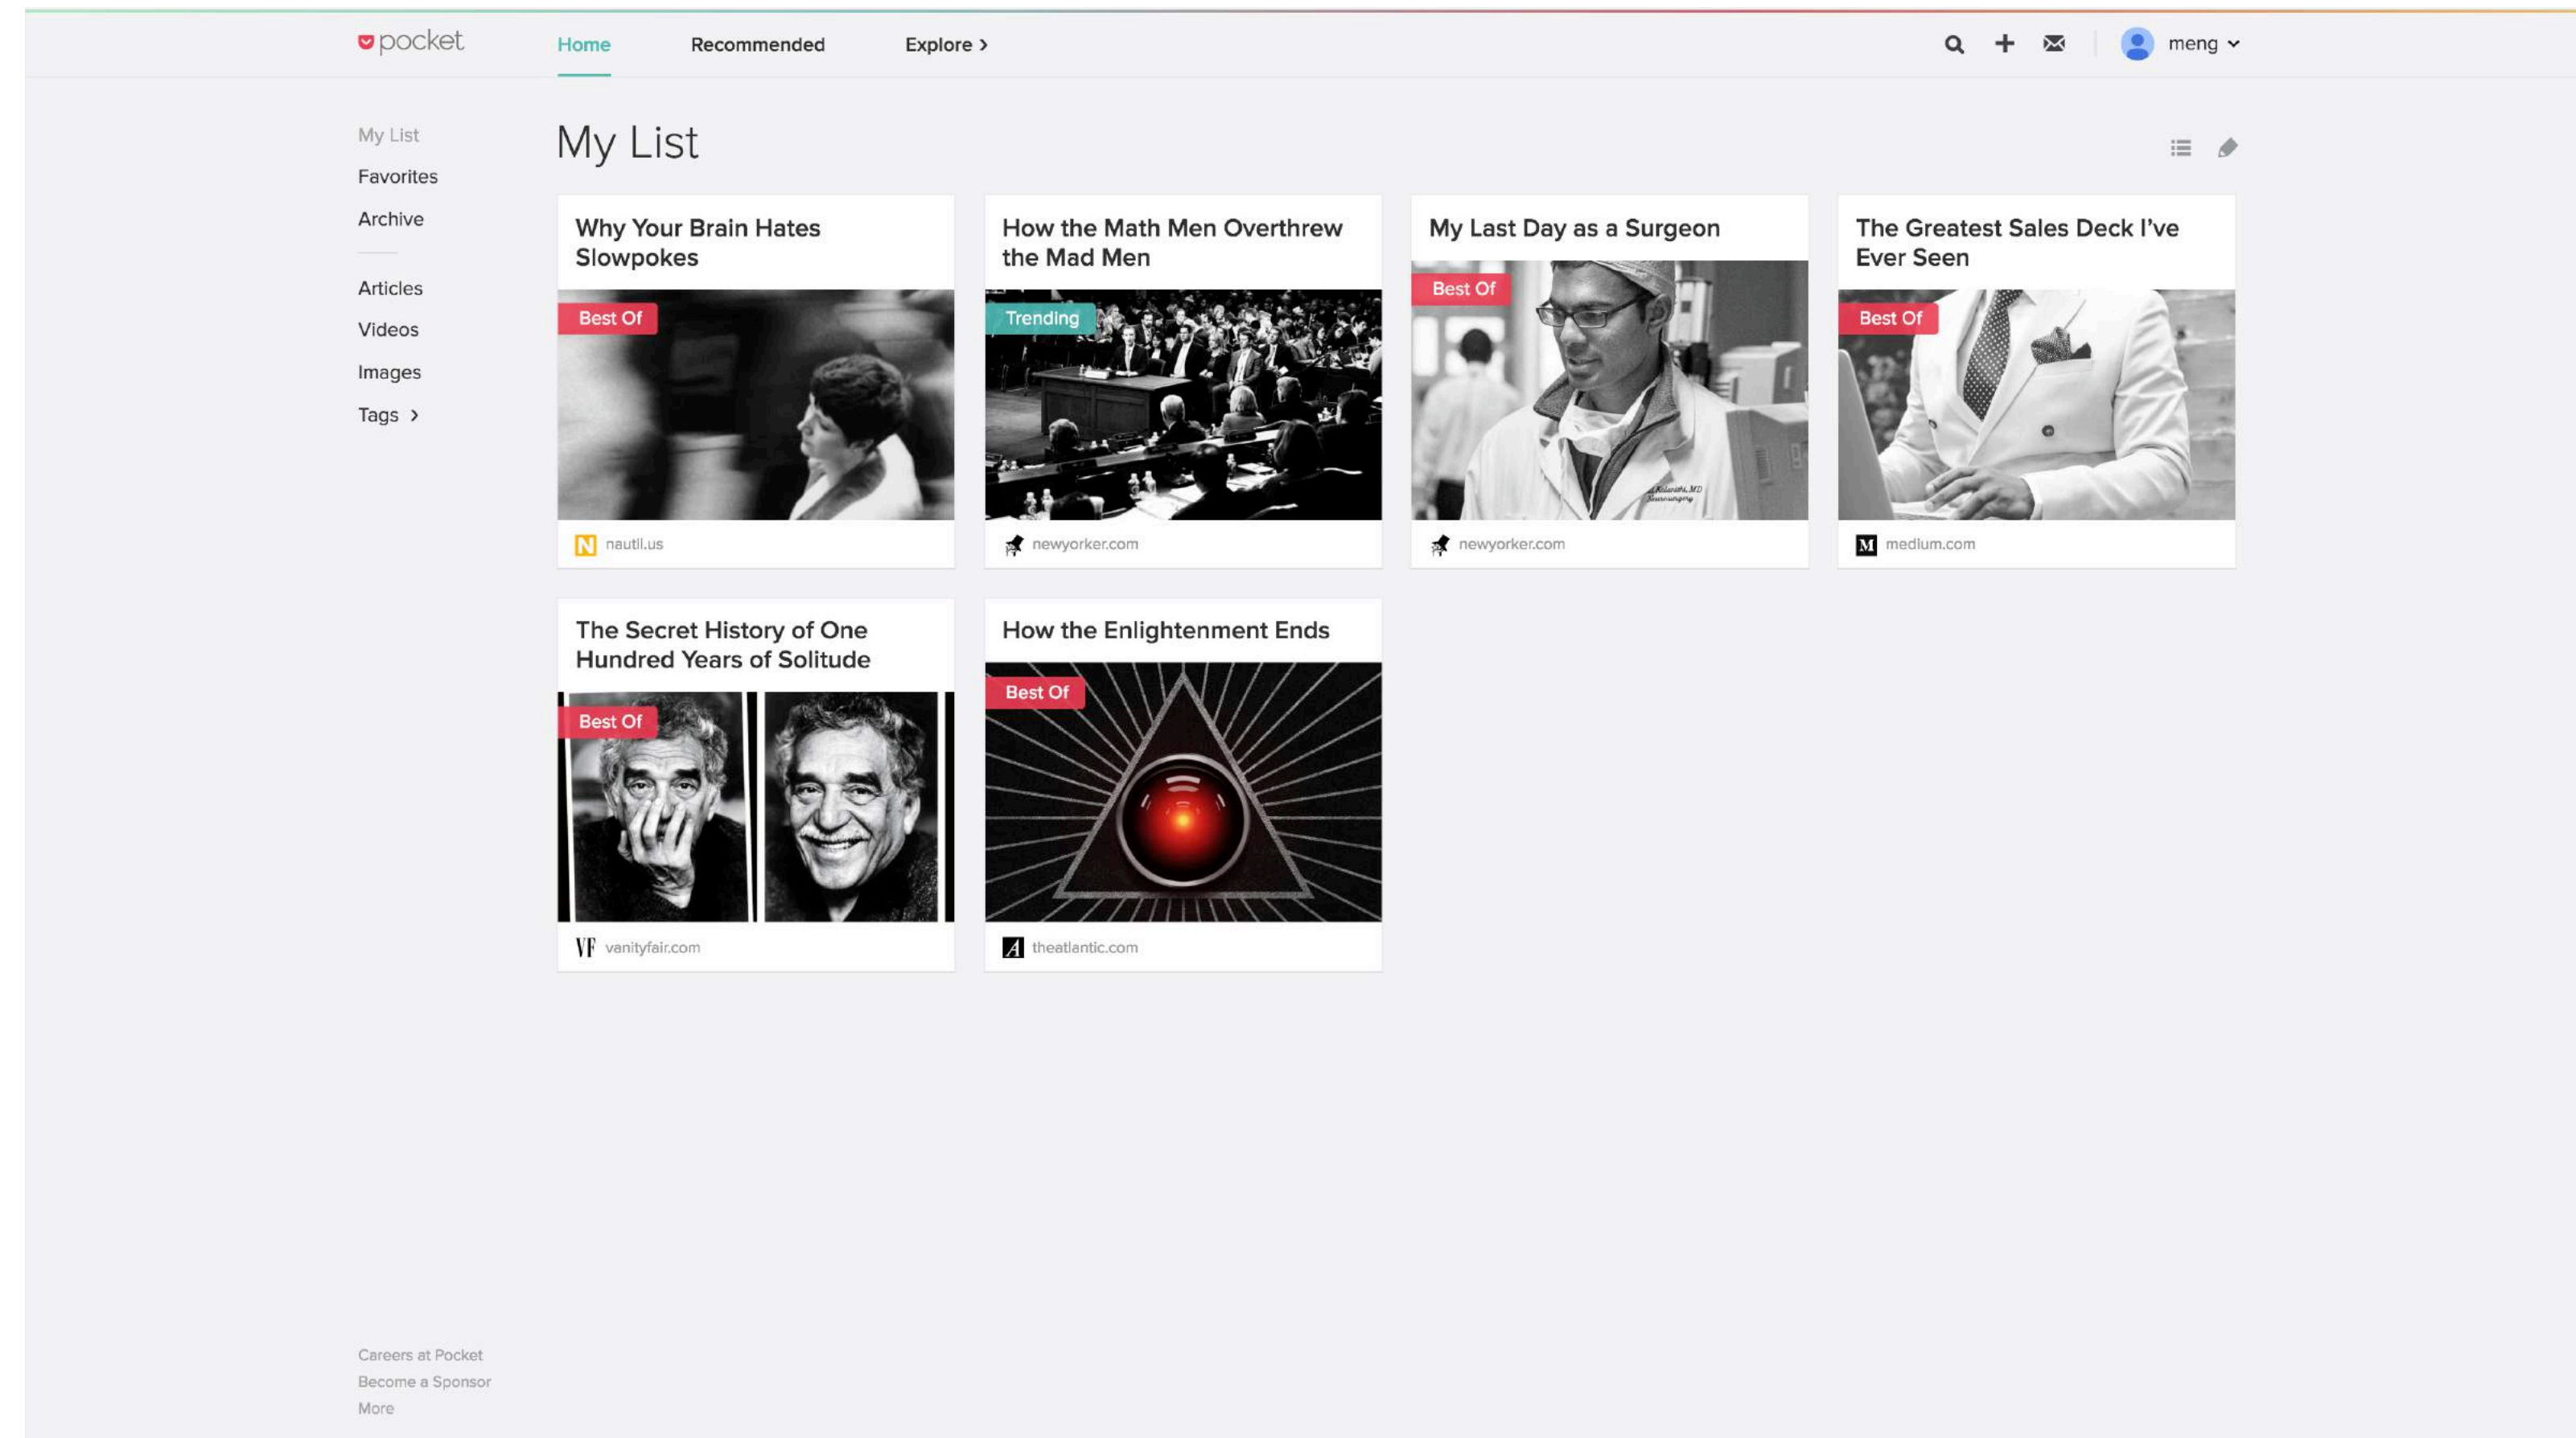 pocket
Home
Recommended
Explore >
meng
My List
Favorites
Archive
Articles
Videos
Images
Tags >
My List
Why Your Brain Hates
Slowpokes
Best Of
N nautil.us
How the Math Men Overthrew
the Mad Men
Trending
newyorker.com
My Last Day as a Surgeon
Best Of
newyorker.com
The Greatest Sales Deck I've
Ever Seen
Best Of
M medium.com
The Secret History of One
Hundred Years of Solitude
Best Of
VF vanityfair.com
How the Enlightenment Ends
Best Of
A theatlantic.com
Careers at Pocket
Become a Sponsor
More